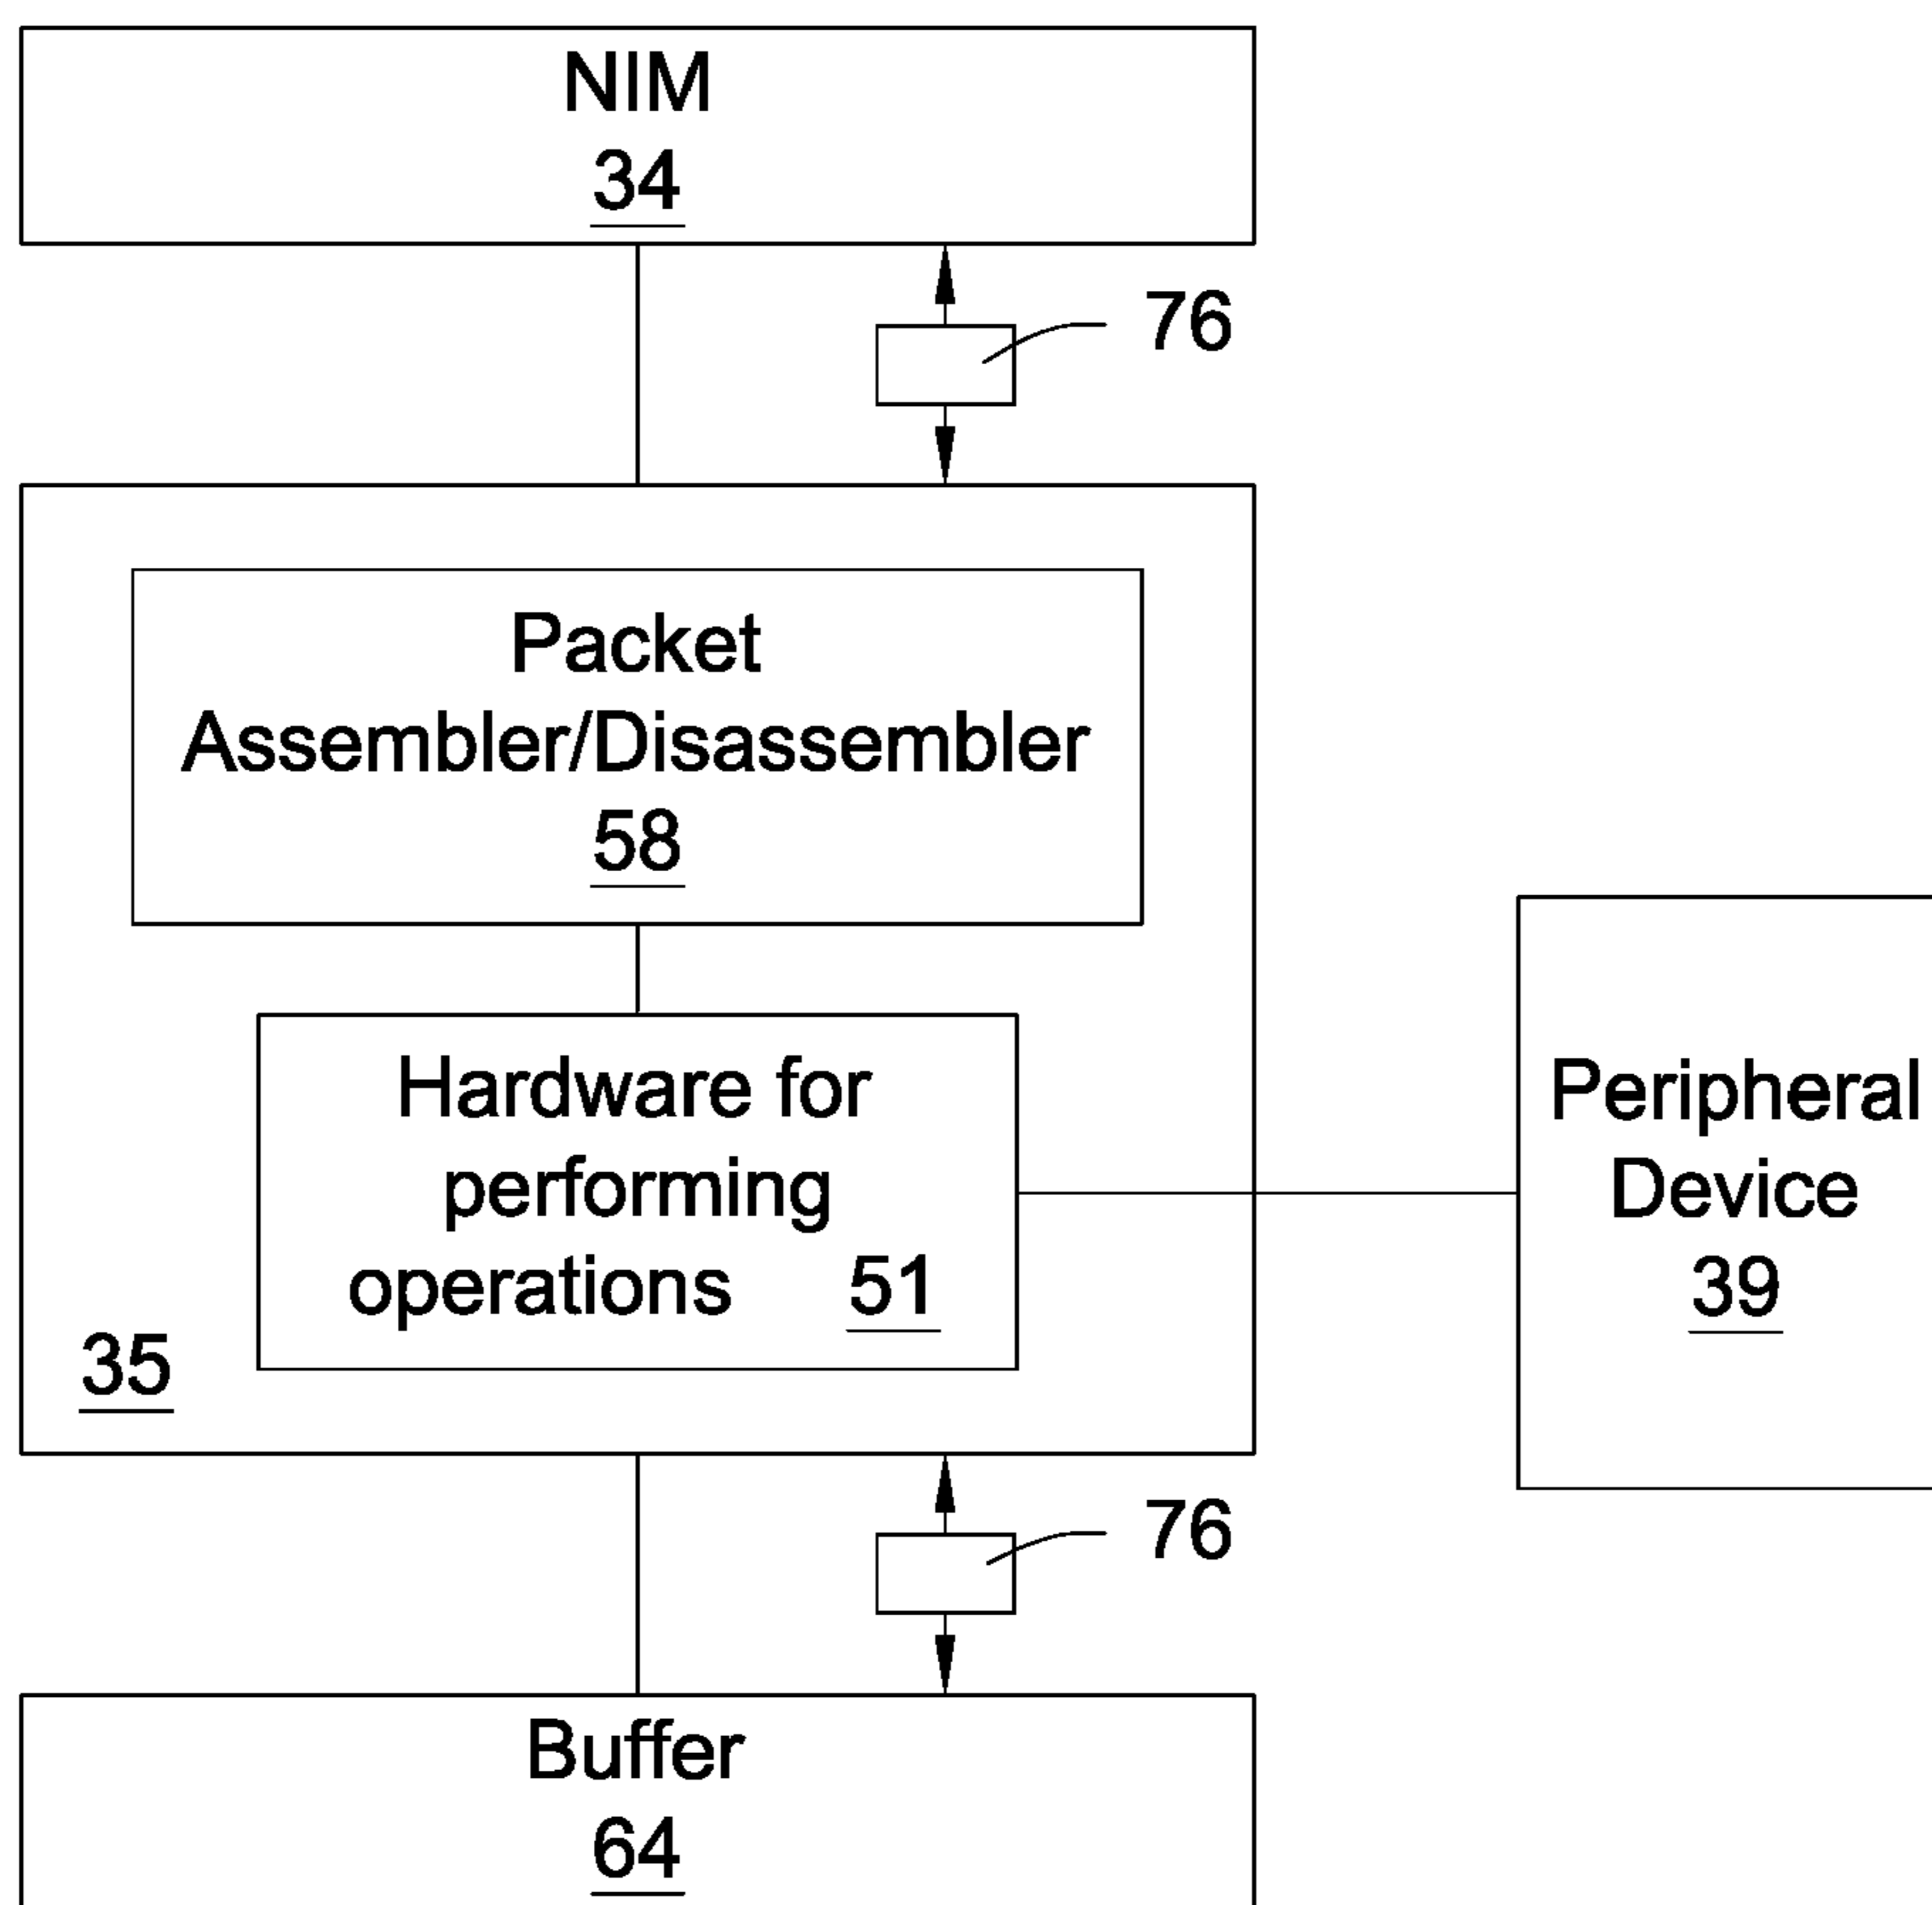 NIM
34
76
Packet
Assembler/Disassembler
58
Hardware for
performing
operations 51
35
Peripheral
Device
39
76
Buffer
64